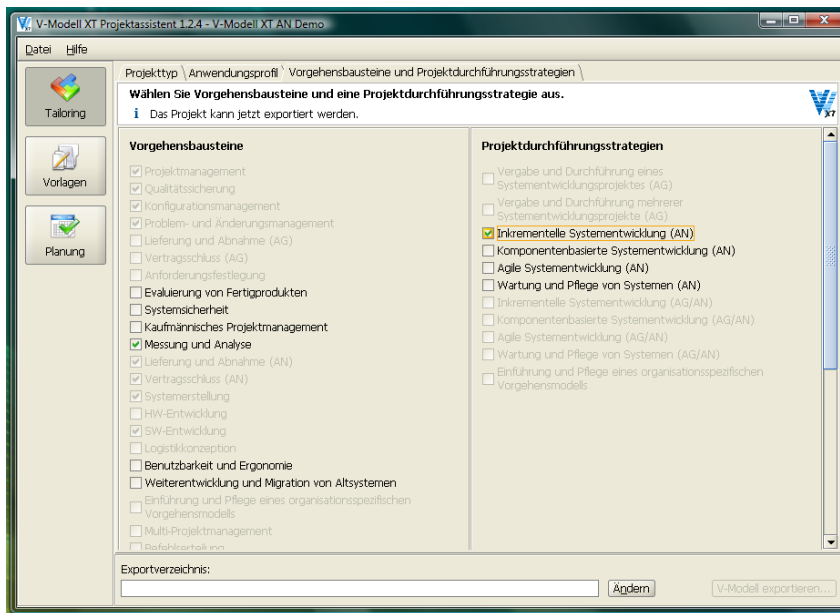 V-Modell XT Projektassistent 1.2.4 - V-Modell XT AN Demo
Datei Hilfe
Tailoring
Vorlagen
Planung
Projekttyp \ Anwendungsprofil \ Vorgehensbausteine und Projektdurchführungsstrategien \
Wählen Sie Vorgehensbausteine und eine Projektdurchführungsstrategie aus.
i Das Projekt kann jetzt exportiert werden.
XT
Vorgehensbausteine
Projektmanagement
Qualitätssicherung
Konfigurationsmanagement
Problem- und Änderungsmanagement
Lieferung und Abnahme (AG)
Vertragsschluss (AG)
Anforderungsfestlegung
Evaluierung von Fertigprodukten
Systemsicherheit
Kaufmännisches Projektmanagement
Messung und Analyse
Lieferung und Abnahme (AN)
Vertragsschluss (AN)
Systemerstellung
HW-Entwicklung
SW-Entwicklung
Logistikkonzeption
Benutzbarkeit und Ergonomie
Weiterentwicklung und Migration von Altsystemen
Einführung und Pflege eines organisationsspezifischen
Vorgehensmodells
Multi-Projektmanagement
Befehlserteilung
Projektdurchführungsstrategien
Vergabe und Durchführung eines
Systementwicklungsprojektes (AG)
Vergabe und Durchführung mehrerer
Systementwicklungsprojekte (AG)
Inkrementelle Systementwicklung (AN)
Komponentenbasierte Systementwicklung (AN)
Agile Systementwicklung (AN)
Wartung und Pflege von Systemen (AN)
Inkrementelle Systementwicklung (AG/AN)
Komponentenbasierte Systementwicklung (AG/AN)
Agile Systementwicklung (AG/AN)
Wartung und Pflege von Systemen (AG/AN)
Einführung und Pflege eines organisationsspezifischen
Vorgehensmodells
Exportverzeichnis:
Ändern
V-Modell exportieren...